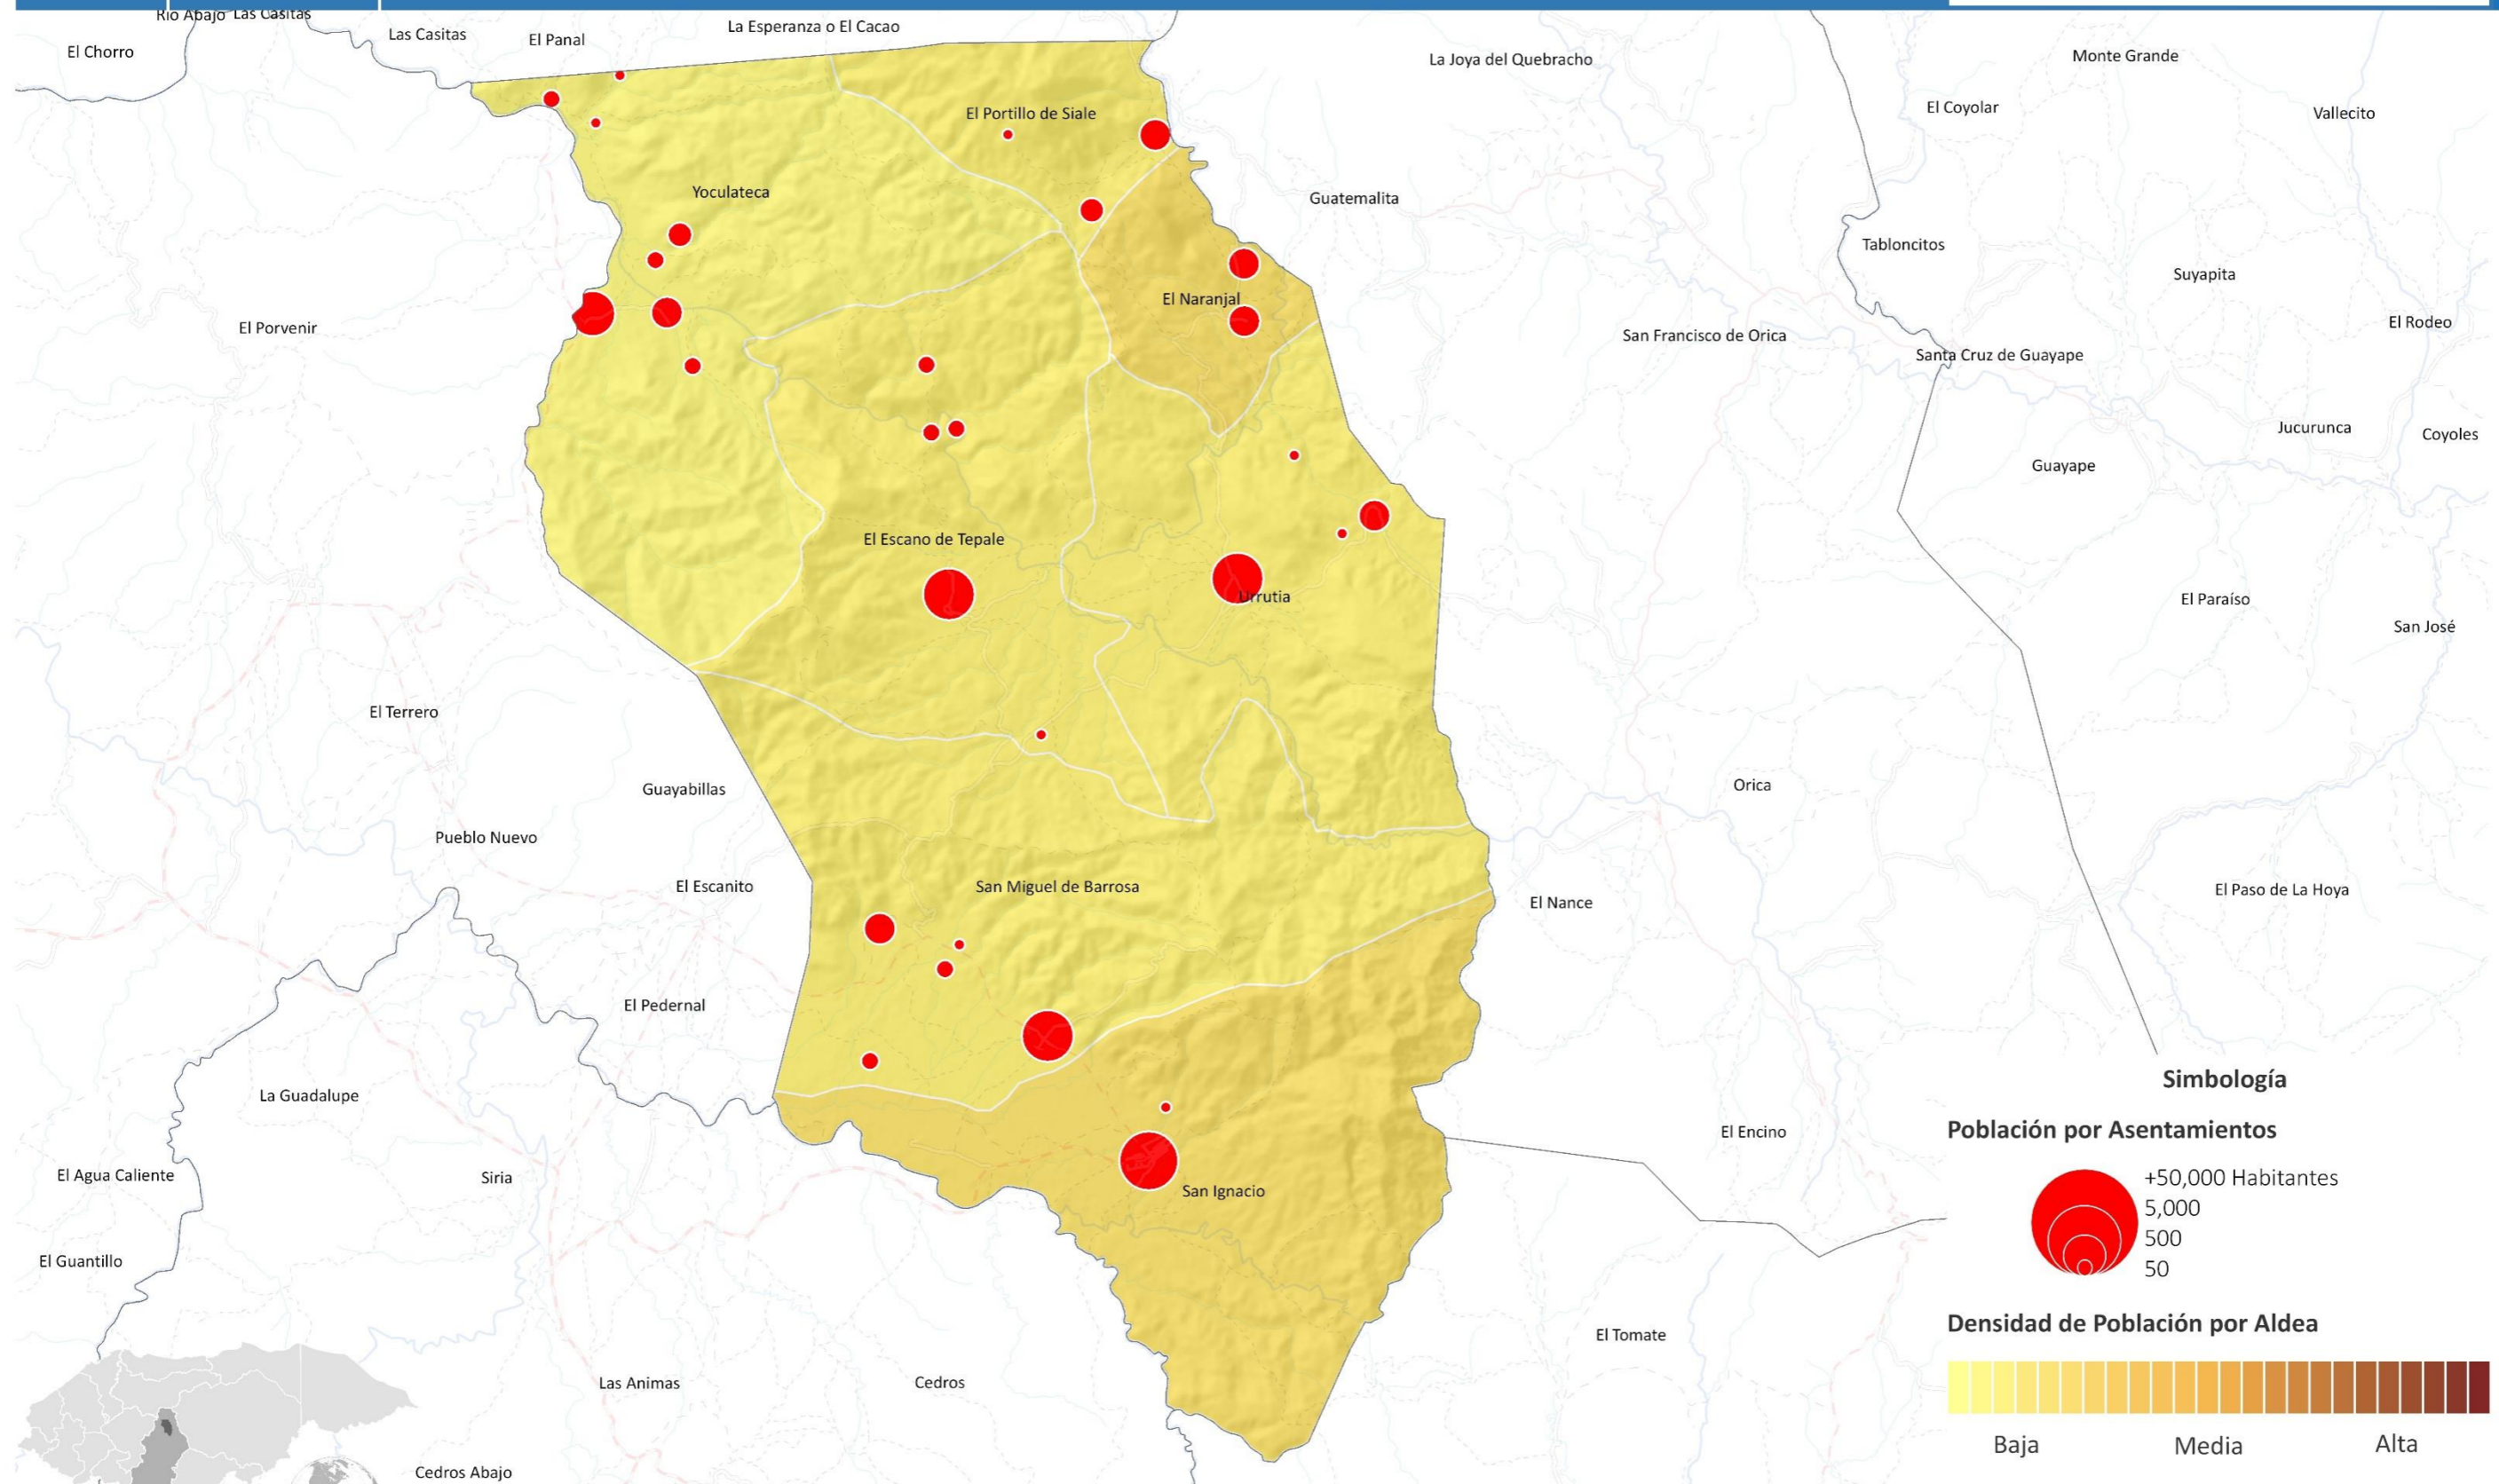 Río Abajo
Las Casitas
La Esperanza o El Cacao
Las Casitas
El Panal
El Chorro
Monte Grande
La Joya del Quebracho
El Coyolar
Vallecito
El Portillo de Siale
Yoculateca
Guatemalita
Tabloncitos
Suyapita
El Naranjal
El Porvenir
El Rodeo
San Francisco de Orica
Santa Cruz de Guayape
Jucurunca
Coyoles
Guayape
El Escano de Tepale
Urrutia
El Paraíso
San José
El Terrero
Guayabillas
Orica
Pueblo Nuevo
El Escanito
San Miguel de Barrosa
El Paso de La Hoya
El Nance
El Pedernal
La Guadalupe
El Encino
El Agua Caliente
Siria
San Ignacio
El Guantillo
El Tomate
Las Animas
Cedros
Cedros Abajo
Simbología
Población por Asentamientos
+50,000 Habitantes
5,000
500
50
Densidad de Población por Aldea
Baja
Media
Alta